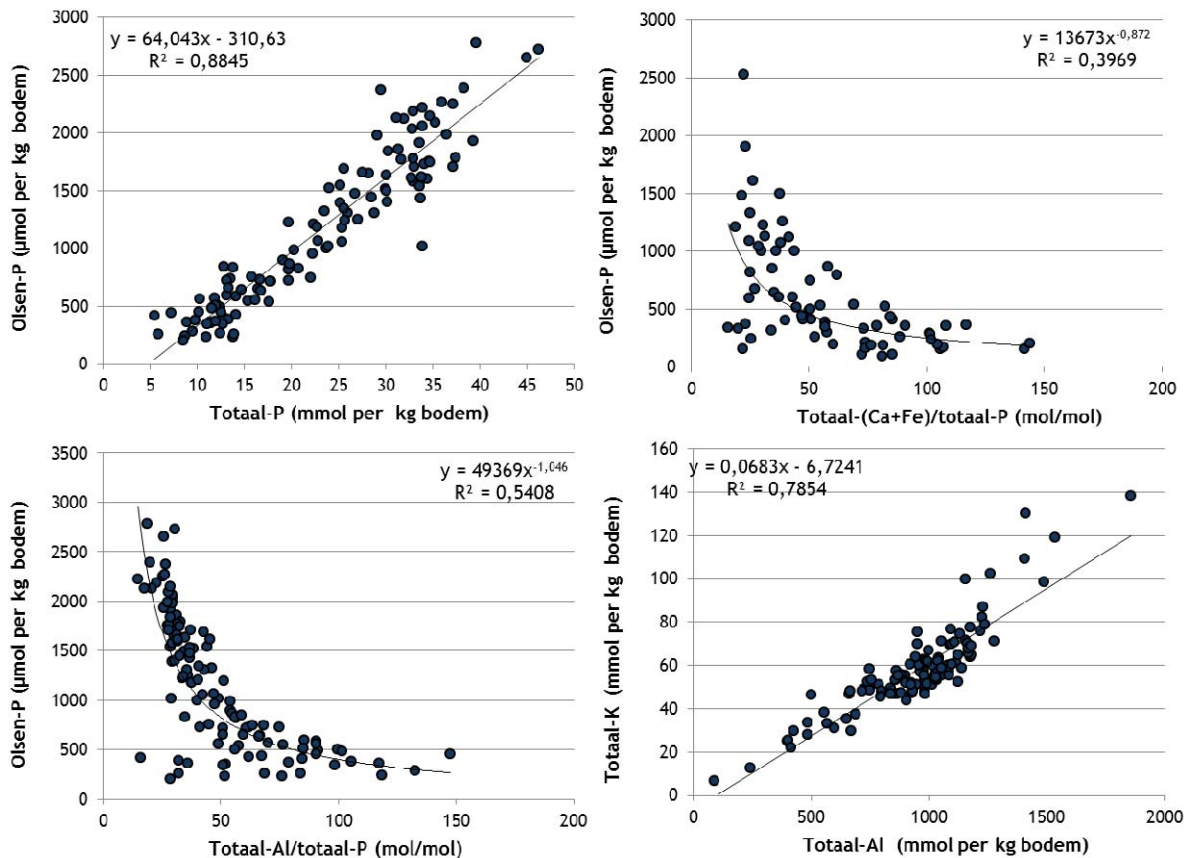 3000
2500
2000
1500
1000
500
0
y = 64,043x - 310,63
R² = 0,8845
Olsen-P (µmol per kg bodem)
5 5 10 15 20 25 30 35 40 45 50
Totaal-P (mmol per kg bodem)
3000
2500
2000
1500
1000
500
0
y = 13673x⁻⁰,⁸⁷²
R² = 0,3969
Olsen-P (µmol per kg bodem)
0 50 100 150 200
Totaal-(Ca+Fe)/totaal-P (mol/mol)
3500
3000
2500
2000
1500
1000
500
0
y = 49369x⁻¹,⁰⁴⁶
R² = 0,5408
Olsen-P (µmol per kg bodem)
0 50 100 150 200
Totaal-Al/totaal-P (mol/mol)
160
140
120
100
80
60
40
20
0
y = 0,0683x - 6,7241
R² = 0,7854
Totaal-K (mmol per kg bodem)
0 500 1000 1500 2000
Totaal-Al (mmol per kg bodem)